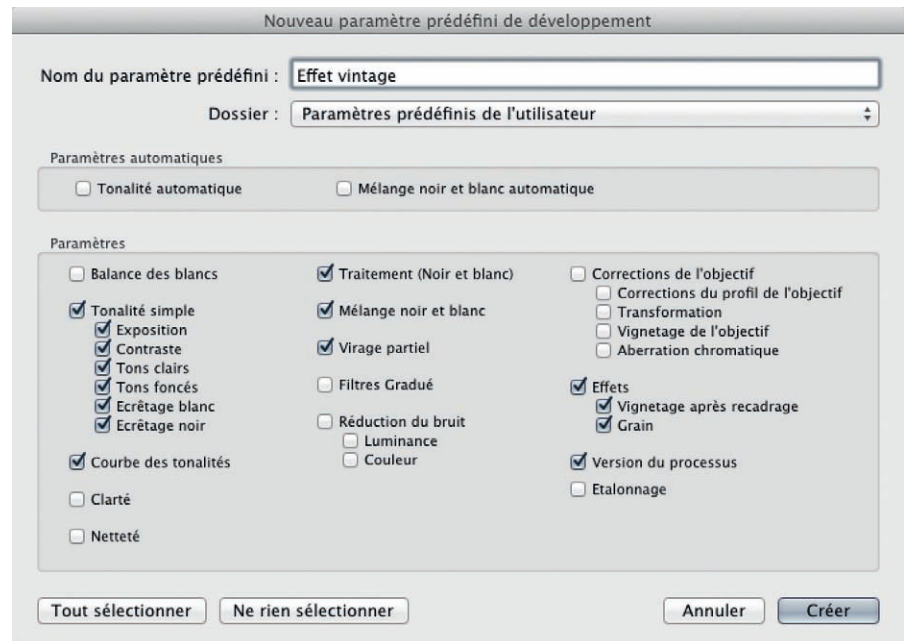 Nouveau paramètre prédéfini de développement
Nom du paramètre prédéfini : Effet vintage
Dossier : Paramètres prédéfinis de l'utilisateur
Paramètres automatiques
Tonalité automatique
Mélange noir et blanc automatique
Paramètres
Balance des blancs
Tonalité simple
Exposition
Contraste
Tons clairs
Tons foncés
Ecrêtage blanc
Ecrêtage noir
Courbe des tonalités
Clarté
Netteté
Traitement (Noir et blanc)
Mélange noir et blanc
Virage partiel
Filtres Gradué
Réduction du bruit
Luminance
Couleur
Corrections de l'objectif
Corrections du profil de l'objectif
Transformation
Vignetage de l'objectif
Aberration chromatique
Effets
Vignetage après recadrage
Grain
Version du processus
Etalonnage
Tout sélectionner
Ne rien sélectionner
Annuler
Créer